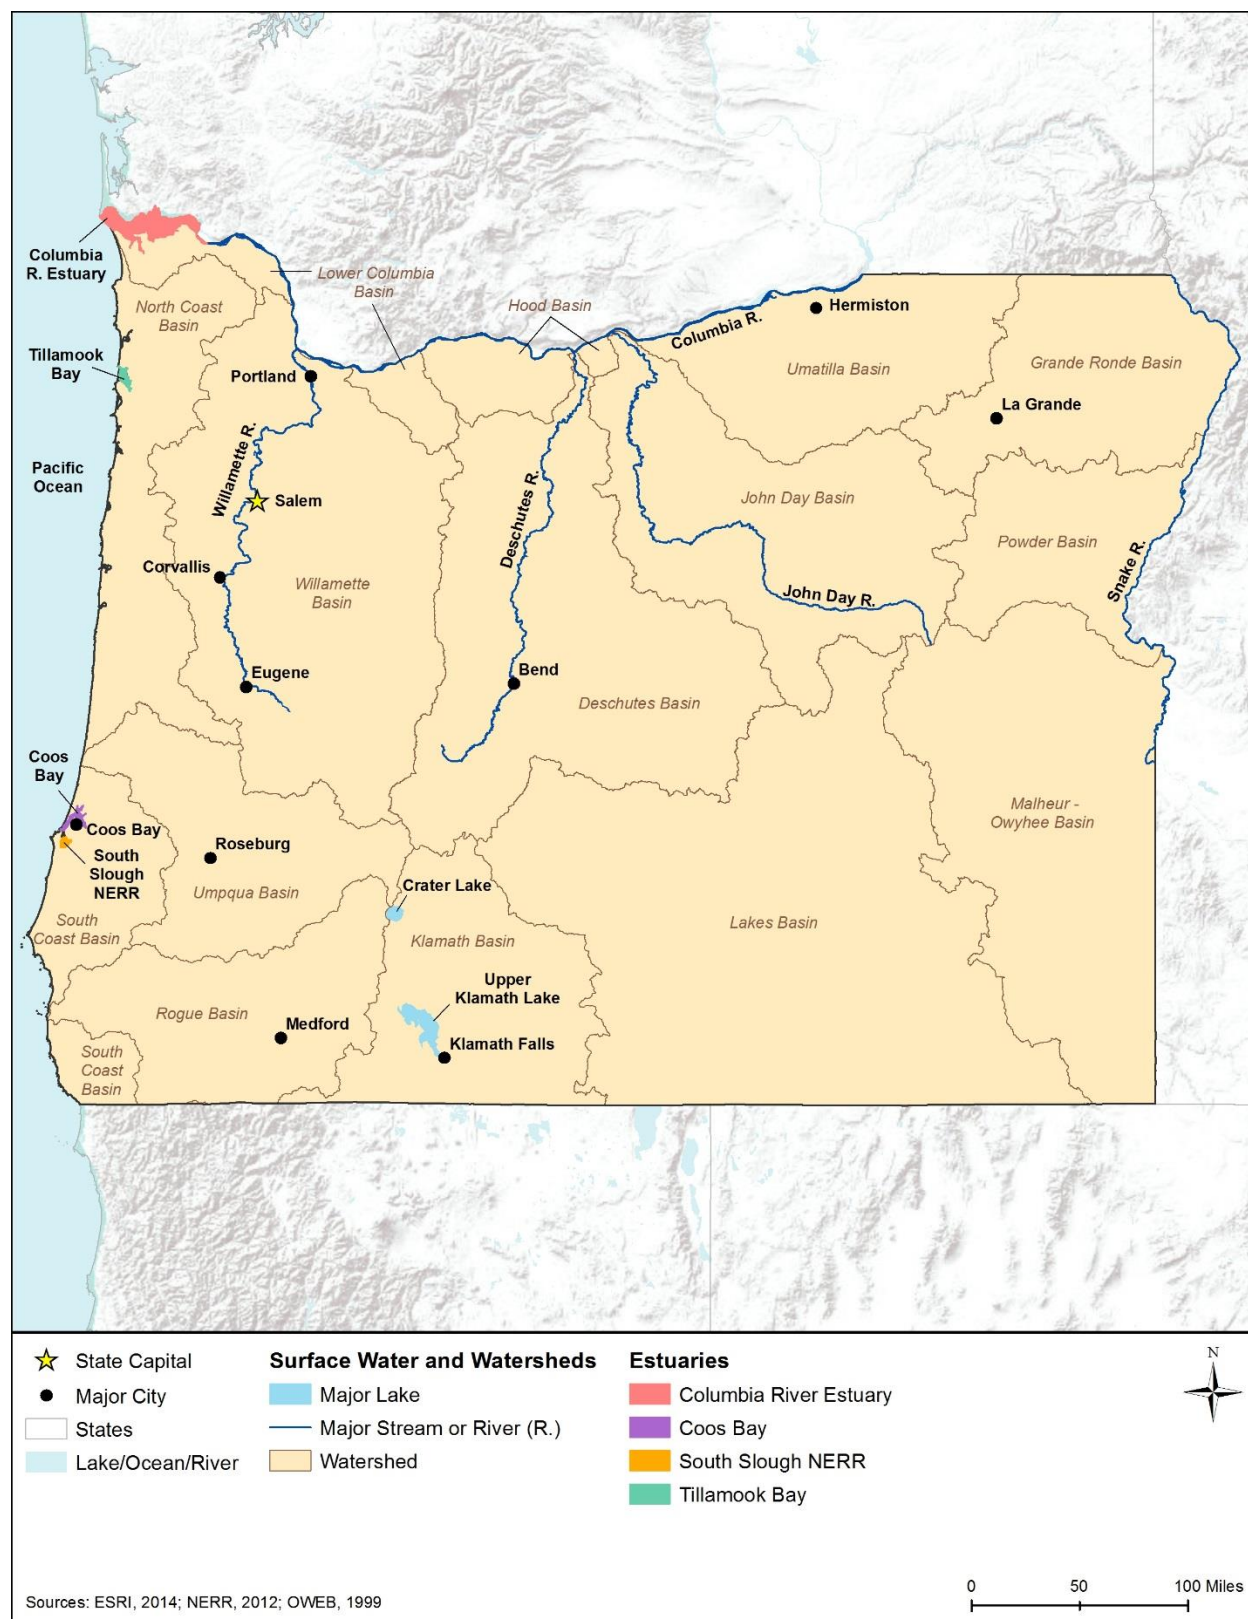 Columbia
R. Estuary
Lower Columbia
Basin
North Coast
Basin
Hood Basin
Columbia R.
Hermiston
Umatilla Basin
Grande Ronde Basin
Tillamook
Bay
Portland
La Grande
Willamette R.
Pacific
Ocean
Salem
Deschutes R.
John Day Basin
Powder Basin
Snake R.
Corvallis
Willamette
Basin
John Day R.
Eugene
Bend
Deschutes Basin
Coos
Bay
Coos Bay
South
Slough
NERR
Roseburg
Umpqua Basin
Crater Lake
Malheur -
Owyhee Basin
South
Coast Basin
Klamath Basin
Lakes Basin
Upper
Klamath Lake
Rogue Basin
Medford
Klamath Falls
South
Coast
Basin
State Capital
Major City
States
Lake/Ocean/River
Surface Water and Watersheds
Major Lake
Major Stream or River (R.)
Watershed
Estuaries
Columbia River Estuary
Coos Bay
South Slough NERR
Tillamook Bay
N
Sources: ESRI, 2014; NERR, 2012; OWEB, 1999
0 50 100 Miles